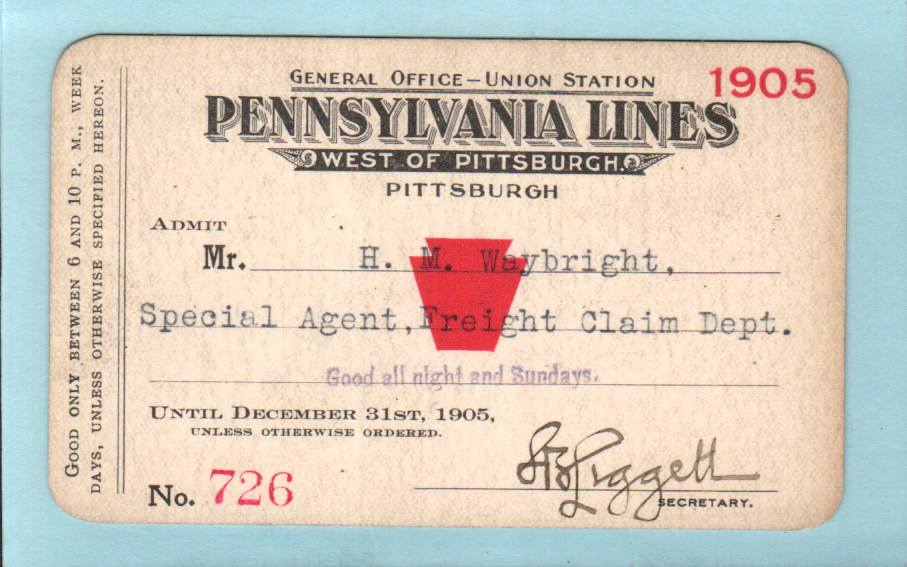 GENERAL OFFICE – UNION STATION
1905
PENNSYLVANIA LINES
WEST OF PITTSBURGH.
PITTSBURGH
ADMIT
Mr. H. M. Waybright,
Special Agent, Freight Claim Dept.
Good all night and Sundays.
UNTIL DECEMBER 31ST, 1905,
UNLESS OTHERWISE ORDERED.
No. 726
S B Liggett
SECRETARY.
GOOD ONLY BETWEEN 6 AND 10 P. M., WEEK
DAYS, UNLESS OTHERWISE SPECIFIED HEREON.